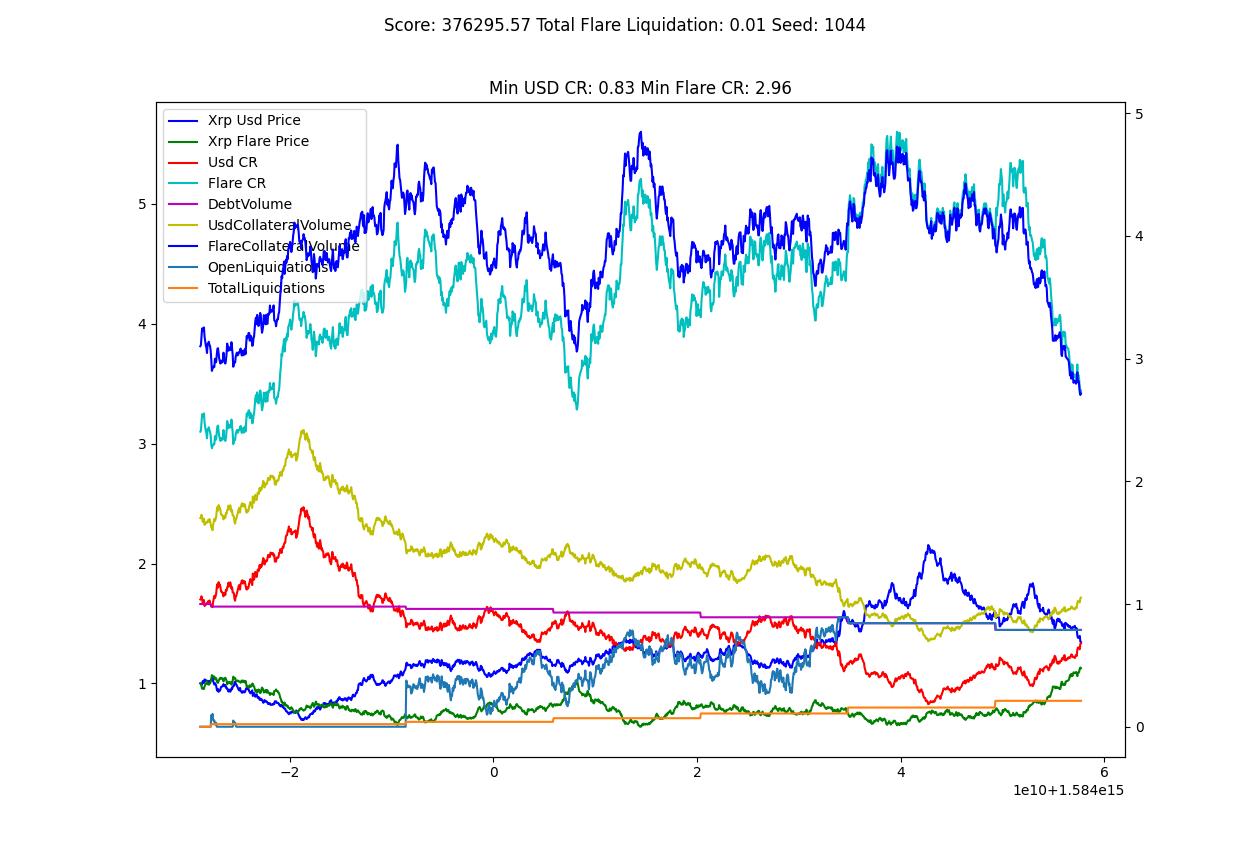 Score: 376295.57 Total Flare Liquidation: 0.01 Seed: 1044
Min USD CR: 0.83 Min Flare CR: 2.96
Xrp Usd Price
Xrp Flare Price
Usd CR
Flare CR
DebtVolume
UsdCollateralVolume
FlareCollateralVolume
OpenLiquidations
TotalLiquidations
5
4
3
2
1
5
4
3
2
1
0
−2
0
2
4
6
1e10+1.584e15